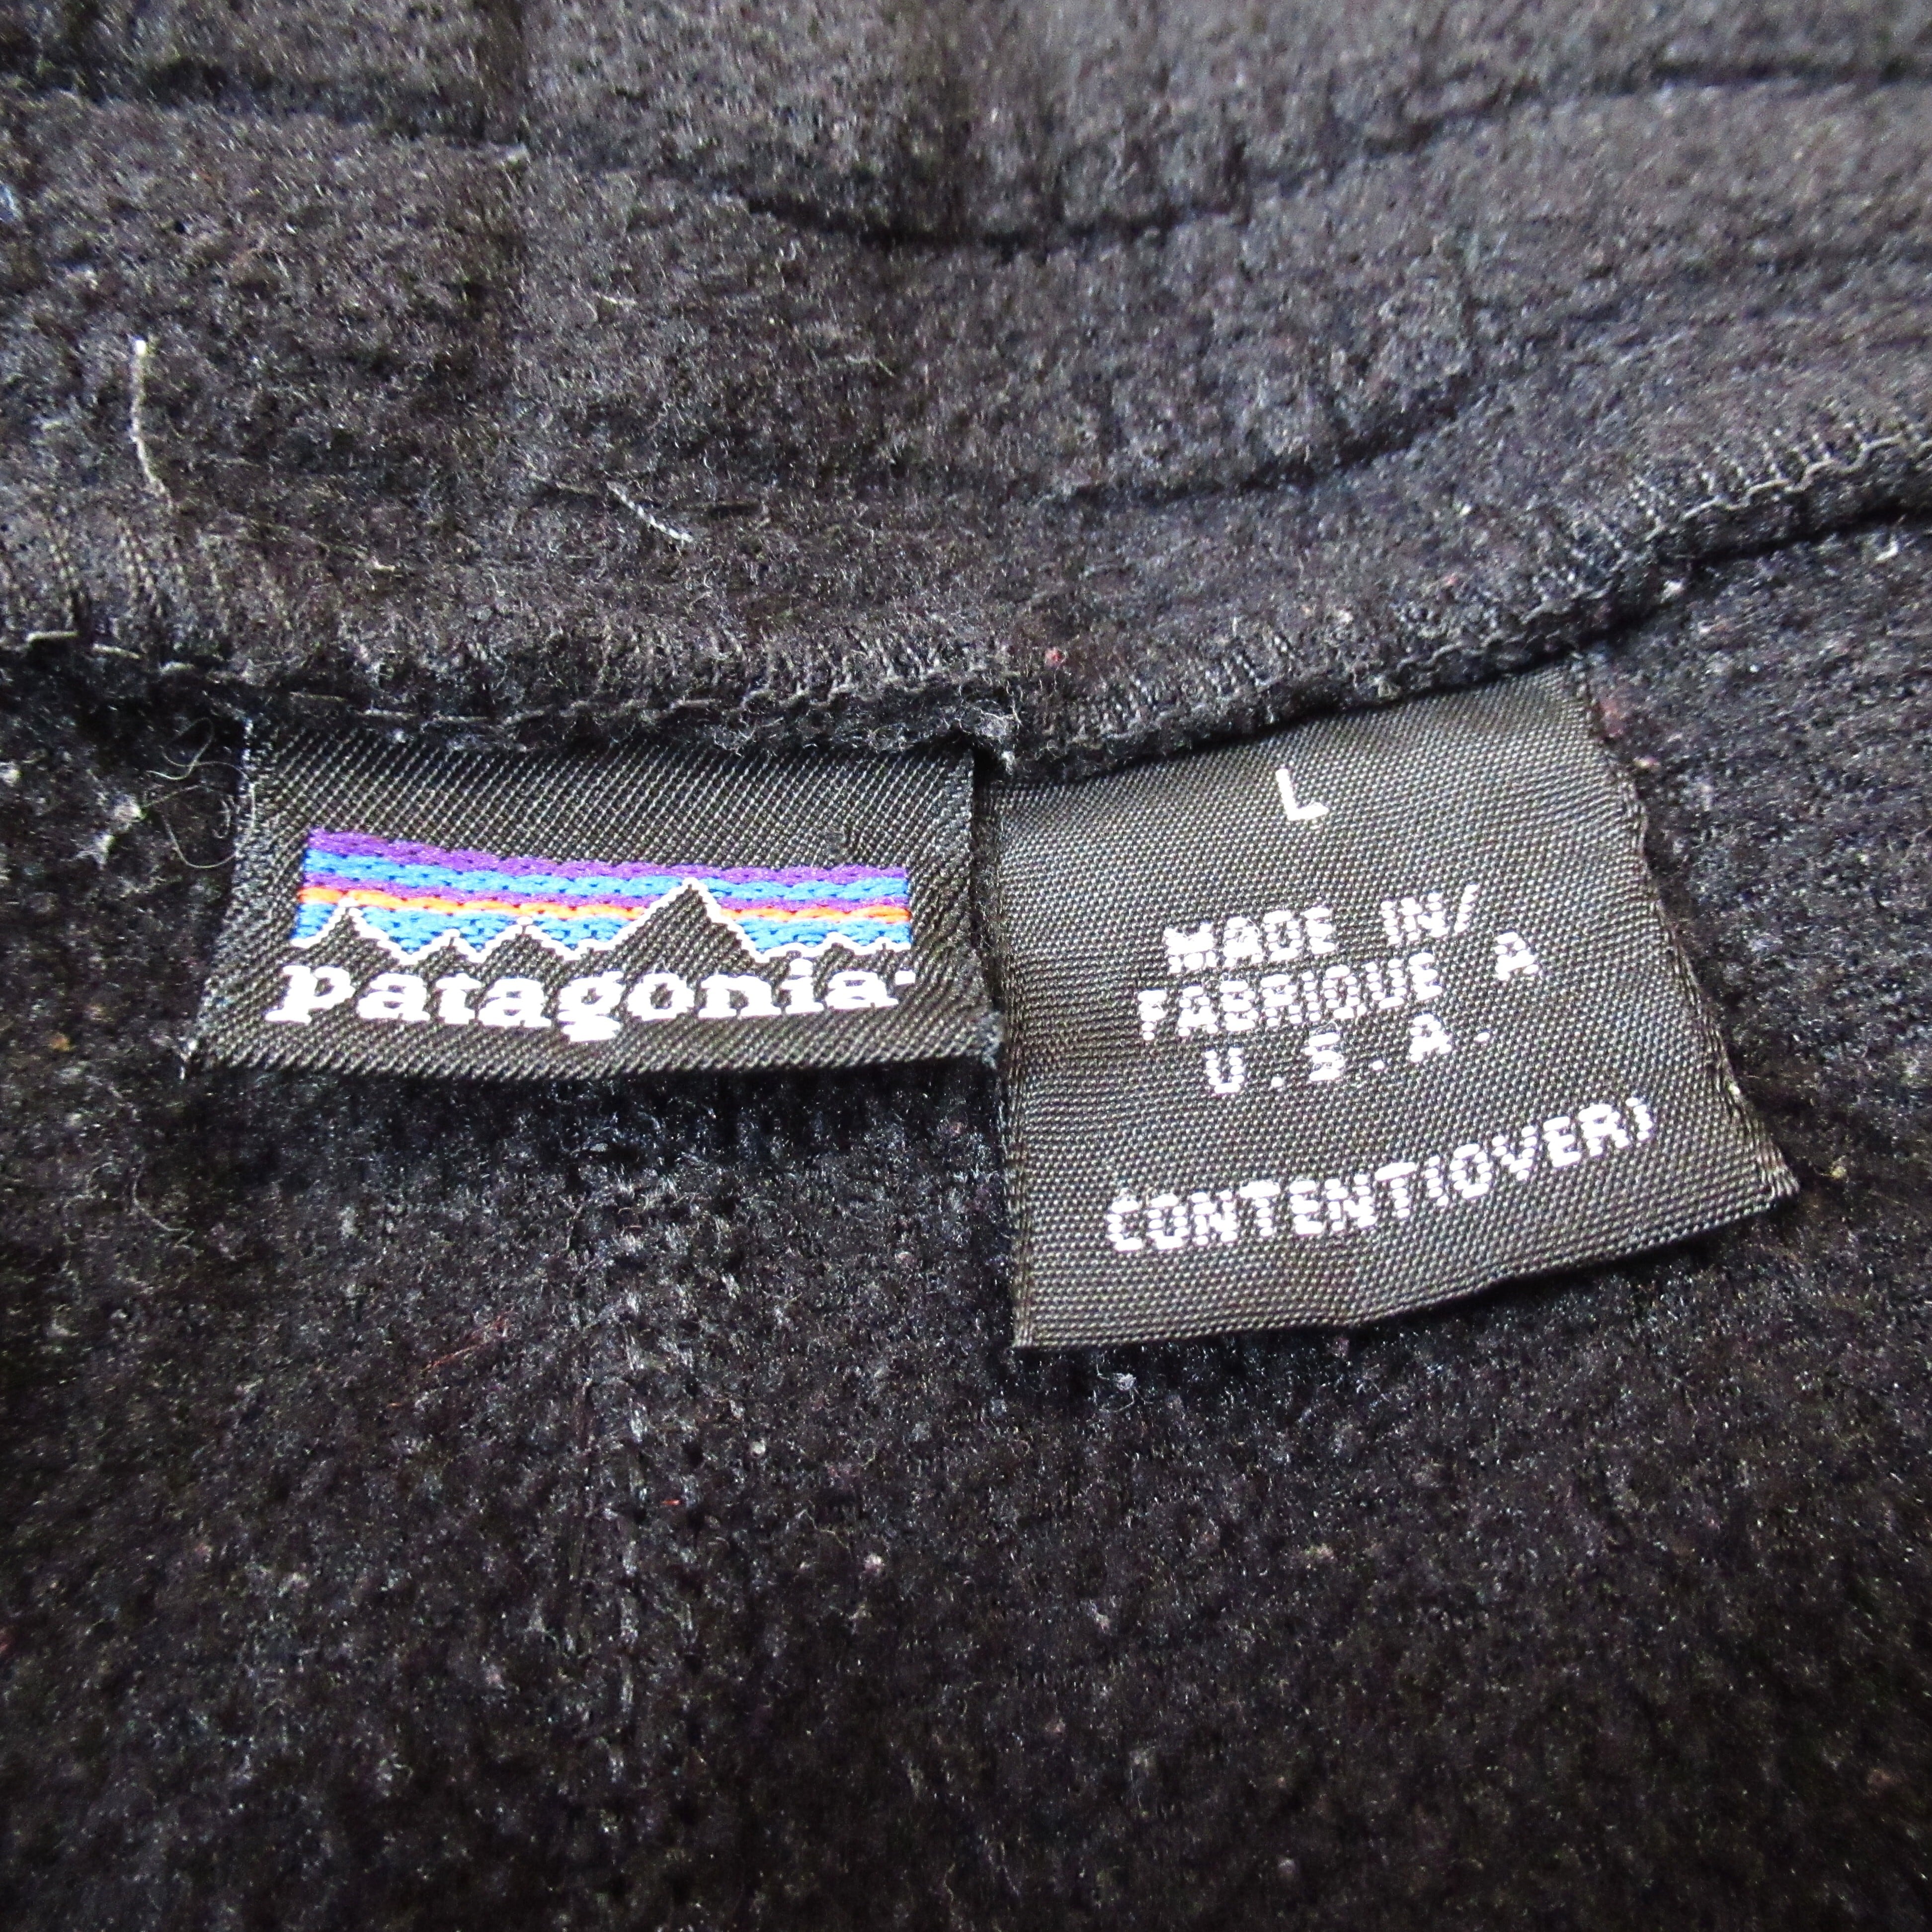 patagonia
L
MADE IN/
FABRIQUE A
U.S.A.
CONTENT(OVER)